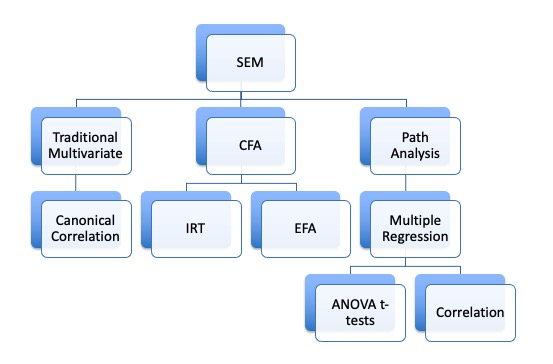 SEM
Traditional
Multivariate
CFA
Path
Analysis
Canonical
Correlation
IRT
EFA
Multiple
Regression
ANOVA t-
tests
Correlation